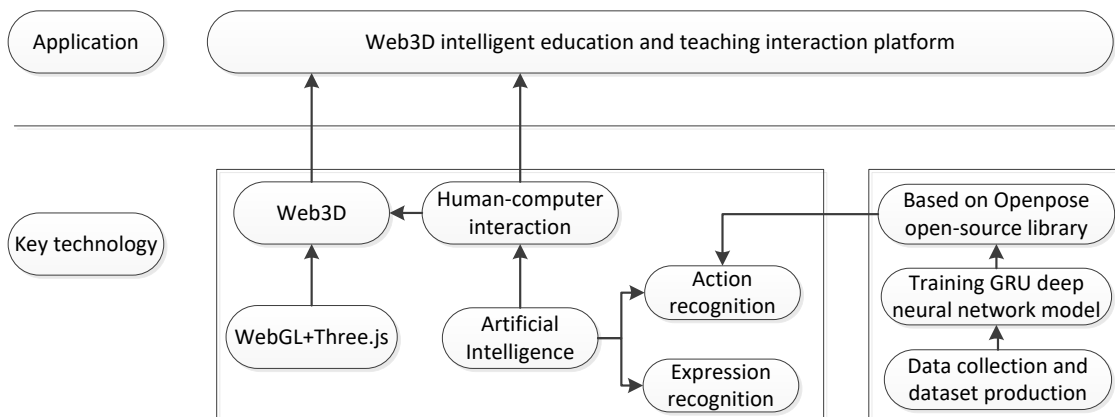 Application
Web3D intelligent education and teaching interaction platform
Key technology
Web3D
Human-computer
interaction
WebGL+Three.js
Artificial
Intelligence
Action
recognition
Expression
recognition
Based on Openpose
open-source library
Training GRU deep
neural network model
Data collection and
dataset production